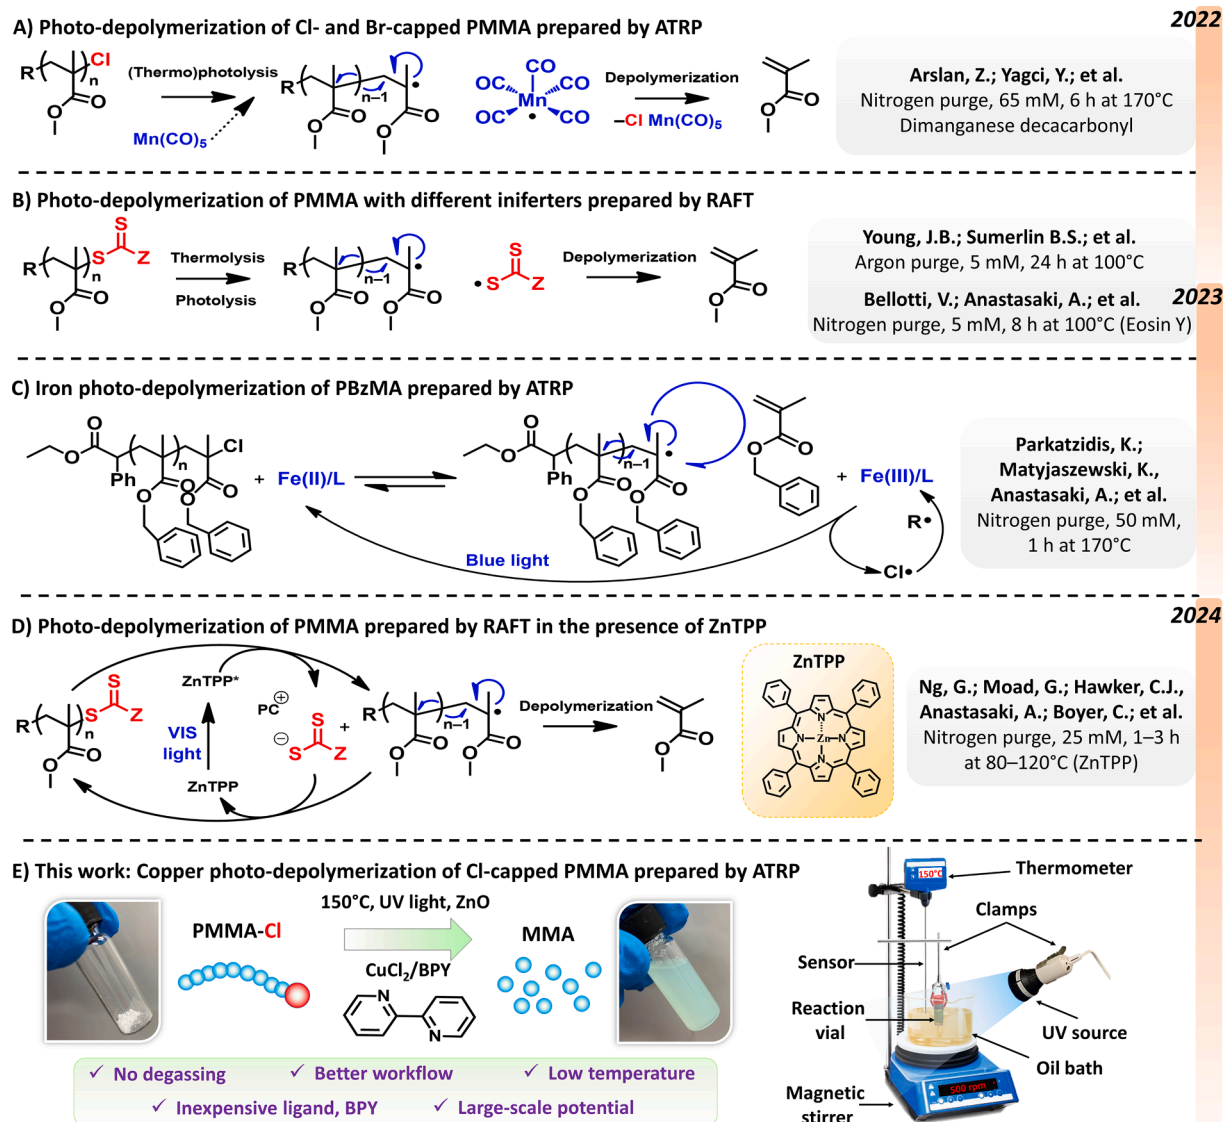 2022
A) Photo-depolymerization of Cl- and Br-capped PMMA prepared by ATRP
R
Cl
n
O
O
(Thermo)photolysis
Mn(CO)5
R
n–1
O
O
O
O
CO
OC
CO
Mn
OC
CO
Depolymerization
–Cl Mn(CO)5
O
O
Arslan, Z.; Yagci, Y.; et al.
Nitrogen purge, 65 mM, 6 h at 170°C
Dimanganese decacarbonyl
B) Photo-depolymerization of PMMA with different iniferters prepared by RAFT
R
n
S
S
Z
O
O
Thermolysis
Photolysis
R
n–1
O
O
O
O
S
S
Z
Depolymerization
O
O
Young, J.B.; Sumerlin B.S.; et al.
Argon purge, 5 mM, 24 h at 100°C
Bellotti, V.; Anastasaki, A.; et al.
Nitrogen purge, 5 mM, 8 h at 100°C (Eosin Y)
2023
C) Iron photo-depolymerization of PBzMA prepared by ATRP
O
O
Ph
n
Cl
O
O
O
O
+ Fe(II)/L
O
O
Ph
n–1
O
O
O
O
O
O
+ Fe(III)/L
R•
Cl•
Blue light
Parkatzidis, K.;
Matyjaszewski, K.,
Anastasaki, A.; et al.
Nitrogen purge, 50 mM,
1 h at 170°C
2024
D) Photo-depolymerization of PMMA prepared by RAFT in the presence of ZnTPP
R
n
S
S
Z
O
O
ZnTPP*
VIS
light
ZnTPP
PC
S
S
Z
+
R
n–1
O
O
O
O
Depolymerization
O
O
ZnTPP
N
N
Zn
N
N
Ng, G.; Moad, G.; Hawker, C.J.,
Anastasaki, A.; Boyer, C.; et al.
Nitrogen purge, 25 mM, 1–3 h
at 80–120°C (ZnTPP)
E) This work: Copper photo-depolymerization of Cl-capped PMMA prepared by ATRP
PMMA-Cl
150°C, UV light, ZnO
CuCl2/BPY
N
N
MMA
✓ No degassing
✓ Better workflow
✓ Low temperature
✓ Inexpensive ligand, BPY
✓ Large-scale potential
150°C
Thermometer
Clamps
Sensor
Reaction
vial
UV source
Oil bath
Magnetic
stirrer
500 rpm